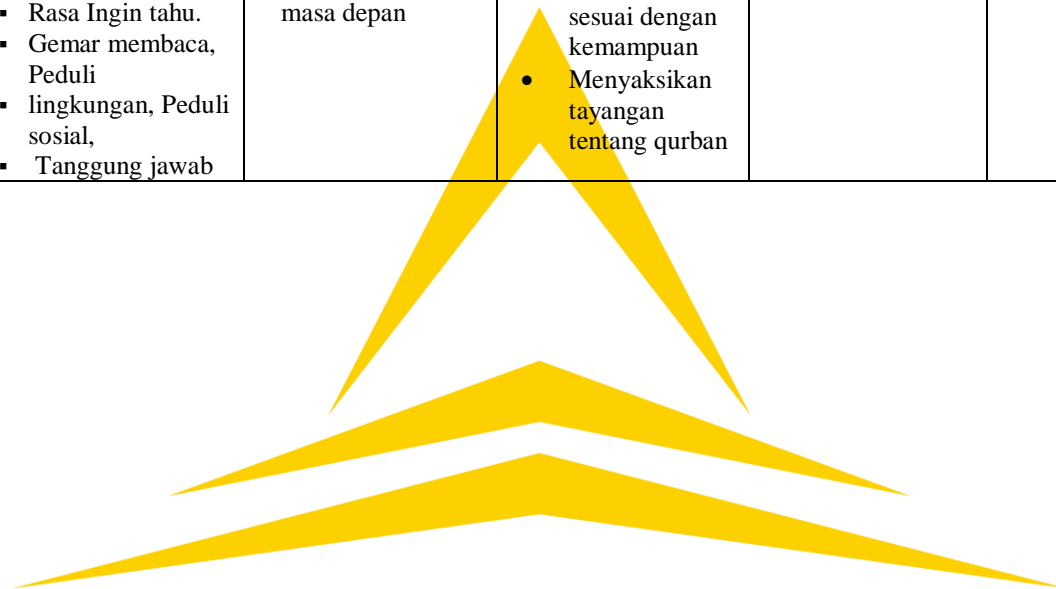 ▪ Rasa Ingin tahu.
▪ Gemar membaca,
Peduli
▪ lingkungan, Peduli
sosial,
▪ Tanggung jawab
masa depan
sesuai dengan
kemampuan
• Menyaksikan
tayangan
tentang qurban